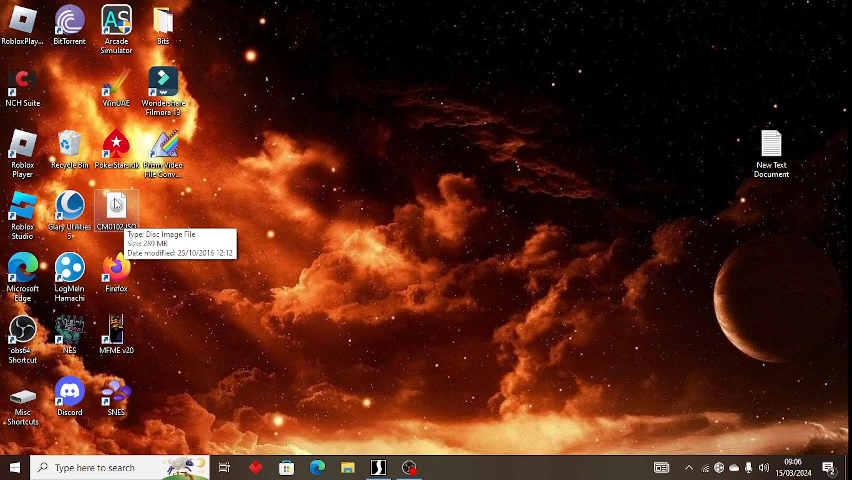 RobloxPlay...
BitTorrent
Arcade
Simulator
Bits
NCH Suite
WinUAE
Wondershare
Filmora 13
Roblox
Player
Recycle Bin
PokerStars.uk
Prism Video
File Conv...
Roblox
Studio
Glary Utilities
5
CM0102.ISO
Type: Disc Image File
Size: 289 MB
Date modified: 25/10/2016 12:12
Microsoft
Edge
LogMeIn
Hamachi
Firefox
obs64
Shortcut
NES
MFME v20
Misc
Shortcuts
Discord
SNES
New Text
Document
Type here to search
09:06
15/03/2024
2